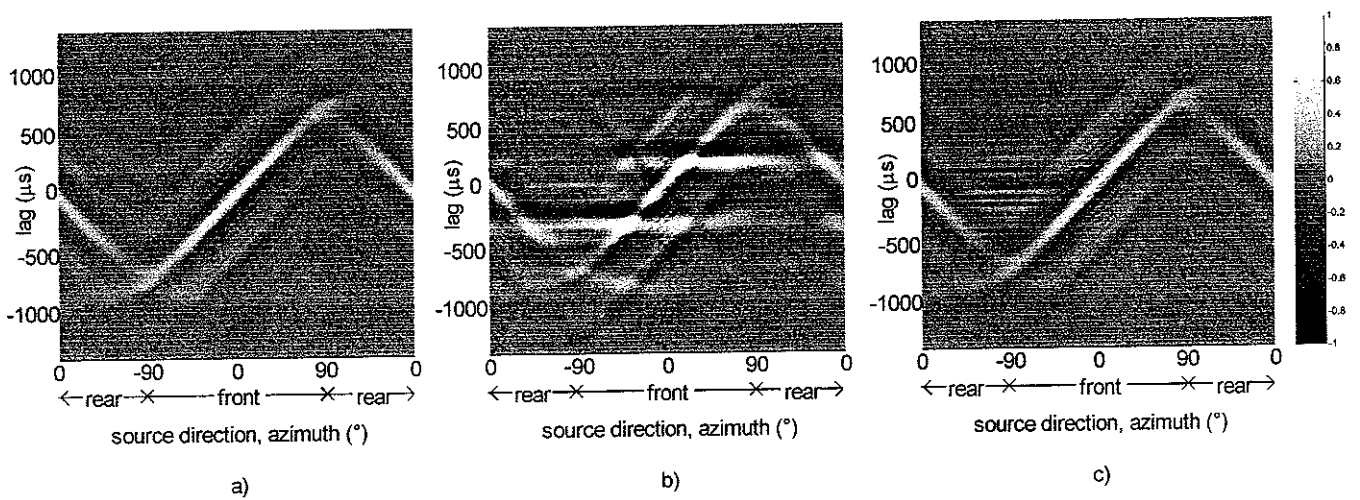 1000
500
0
-500
-1000
lag (µs)
0 -90 0 90 0
←rear→×← front →×← rear→
source direction, azimuth (°)
a)
1000
500
0
-500
-1000
lag (µs)
0 -90 0 90 0
←rear→×← front →×← rear→
source direction, azimuth (°)
b)
1000
500
0
-500
-1000
lag (µs)
0 -90 0 90 0
←rear→×← front →×← rear→
source direction, azimuth (°)
c)
1
0.8
0.6
0.4
0.2
0
-0.2
-0.4
-0.6
-0.8
-1